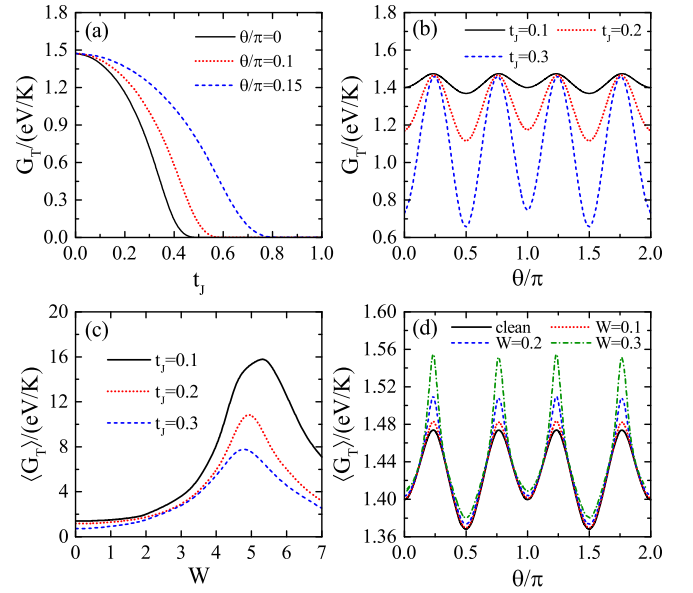 (a)
θ/π=0
θ/π=0.1
θ/π=0.15
G_T/(eV/K)
1.8
1.5
1.2
0.9
0.6
0.3
0.0
0.0 0.2 0.4 0.6 0.8 1.0
t_J
(b)
t_J=0.1 t_J=0.2
t_J=0.3
G_T/(eV/K)
1.8
1.6
1.4
1.2
1.0
0.8
0.6
0.0 0.5 1.0 1.5 2.0
θ/π
(c)
t_J=0.1
t_J=0.2
t_J=0.3
⟨G_T⟩/(eV/K)
20
16
12
8
4
0
0 1 2 3 4 5 6 7
W
(d)
clean W=0.1
W=0.2 W=0.3
⟨G_T⟩/(eV/K)
1.60
1.56
1.52
1.48
1.44
1.40
1.36
0.0 0.5 1.0 1.5 2.0
θ/π